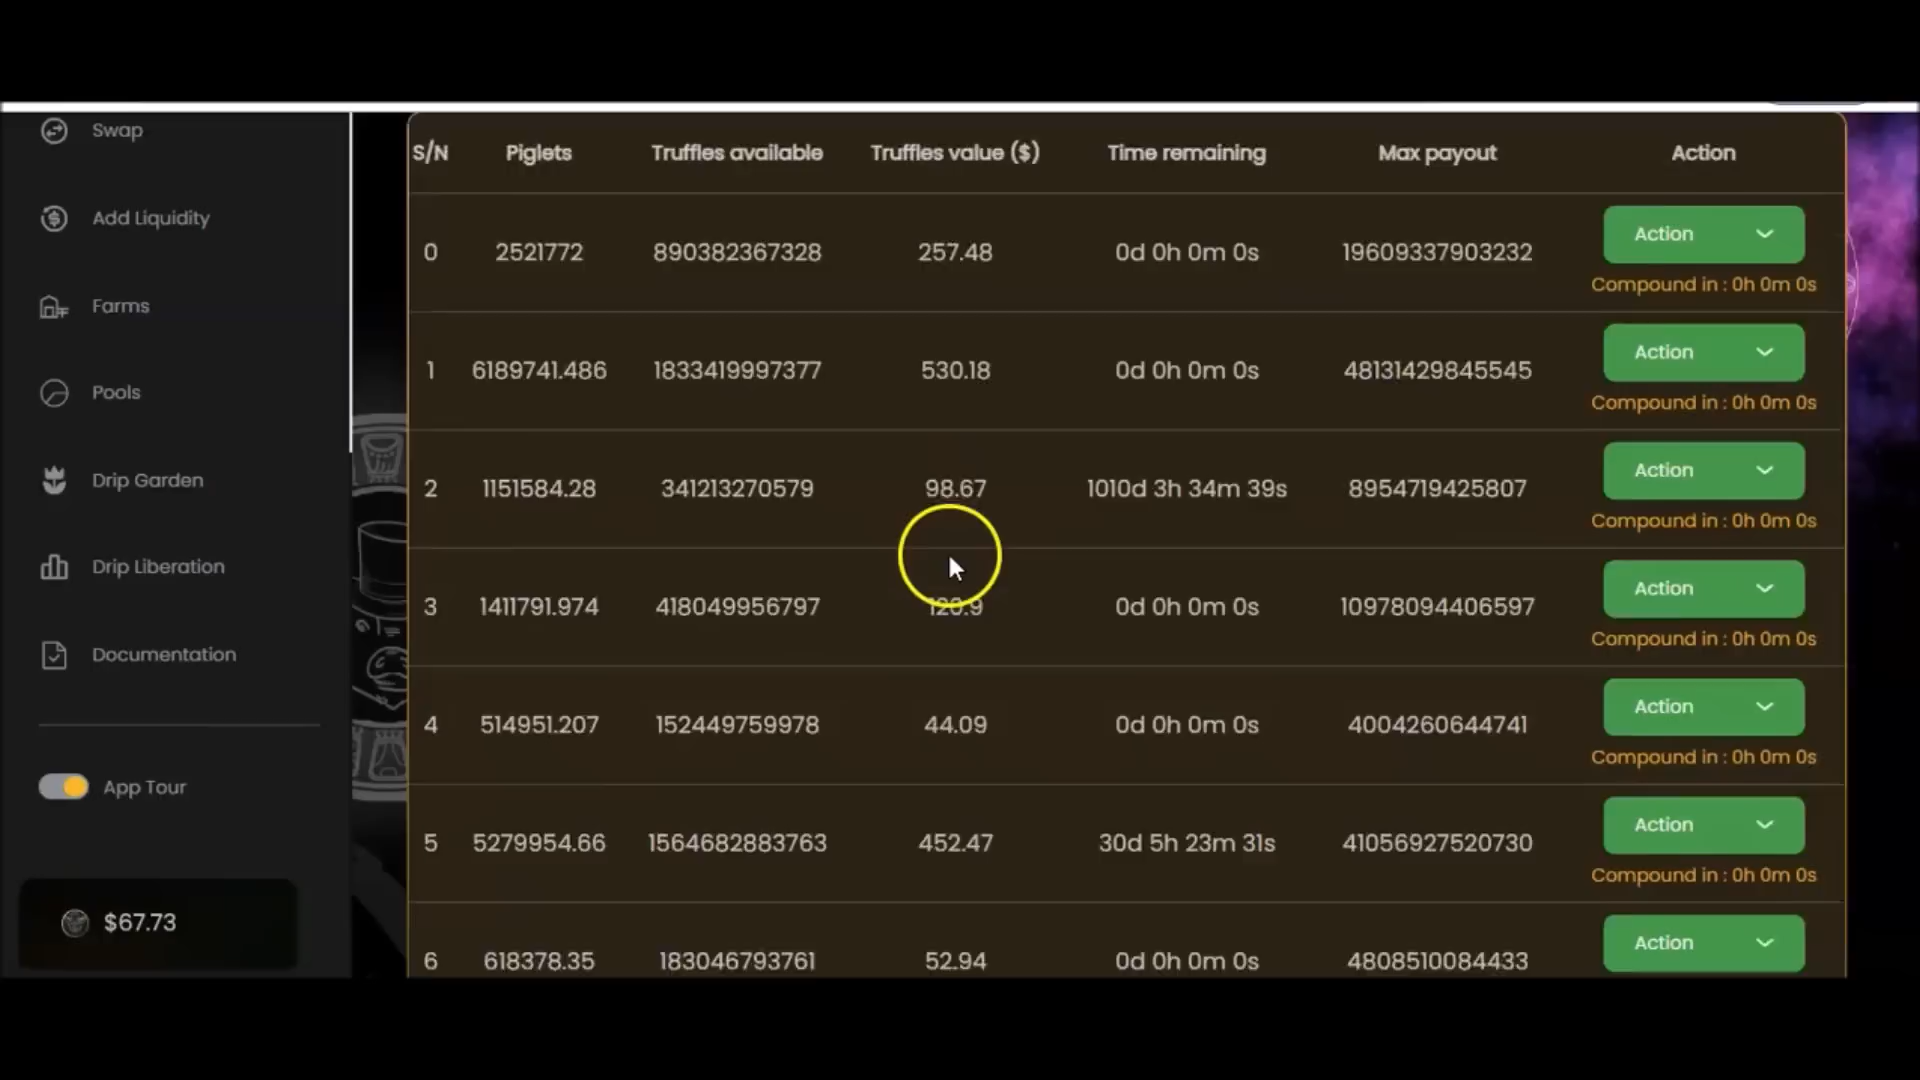 Swap
Add Liquidity
Farms
Pools
Drip Garden
Drip Liberation
Documentation
App Tour
$67.73
S/N Piglets Truffles available Truffles value ($) Time remaining Max payout Action
0 2521772 890382367328 257.48 0d 0h 0m 0s 19609337903232 Action
Compound in : 0h 0m 0s
1 6189741.486 1833419997377 530.18 0d 0h 0m 0s 48131429845545 Action
Compound in : 0h 0m 0s
2 1151584.28 341213270579 98.67 1010d 3h 34m 39s 8954719425807 Action
Compound in : 0h 0m 0s
3 1411791.974 418049956797 120.9 0d 0h 0m 0s 10978094406597 Action
Compound in : 0h 0m 0s
4 514951.207 152449759978 44.09 0d 0h 0m 0s 4004260644741 Action
Compound in : 0h 0m 0s
5 5279954.66 1564682883763 452.47 30d 5h 23m 31s 41056927520730 Action
Compound in : 0h 0m 0s
6 618378.35 183046793761 52.94 0d 0h 0m 0s 4808510084433 Action